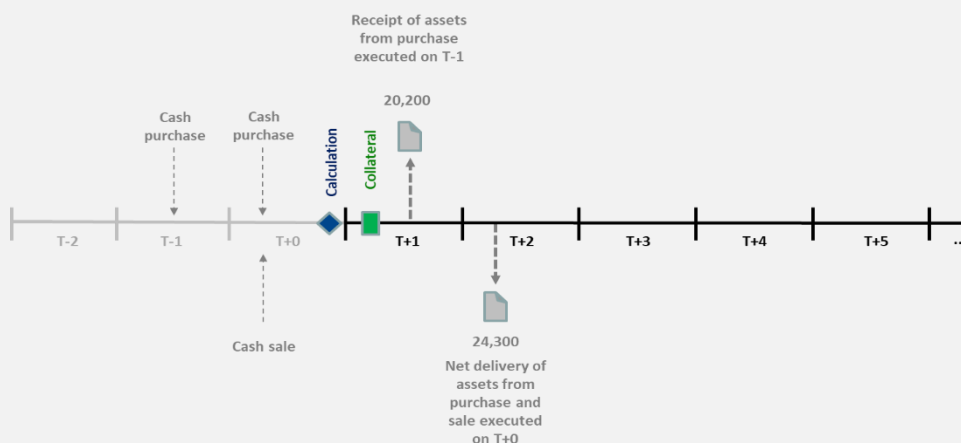 Receipt of assets
from purchase
executed on T-1
20,200
Cash
purchase
Cash
purchase
Calculation
Collateral
T-2
T-1
T+0
T+1
T+2
T+3
T+4
T+5
...
Cash sale
24,300
Net delivery of
assets from
purchase and
sale executed
on T+0